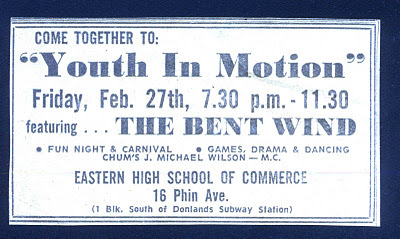 COME TOGETHER TO:
"Youth In Motion"
Friday, Feb. 27th, 7.30 p.m. - 11.30
featuring . . . THE BENT WIND
• FUN NIGHT & CARNIVAL • GAMES, DRAMA & DANCING
CHUM'S J. MICHAEL WILSON — M.C.
EASTERN HIGH SCHOOL OF COMMERCE
16 Phin Ave.
(1 Blk. South of Donlands Subway Station)